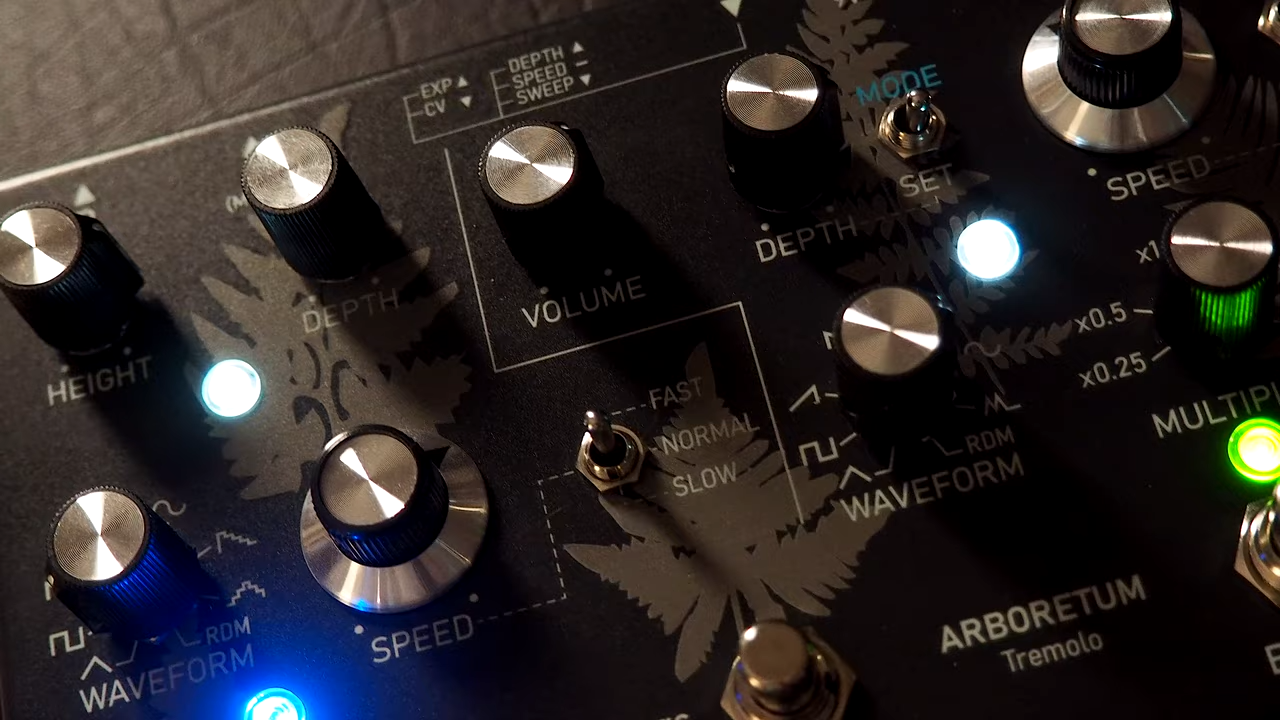 EXP
CV
DEPTH
SPEED
SWEEP
MODE
SET
SPEED
DEPTH
DEPTH
VOLUME
HEIGHT
x0.5
x0.25
FAST
NORMAL
SLOW
RDM
WAVEFORM
RDM
WAVEFORM
SPEED
ARBORETUM
Tremolo